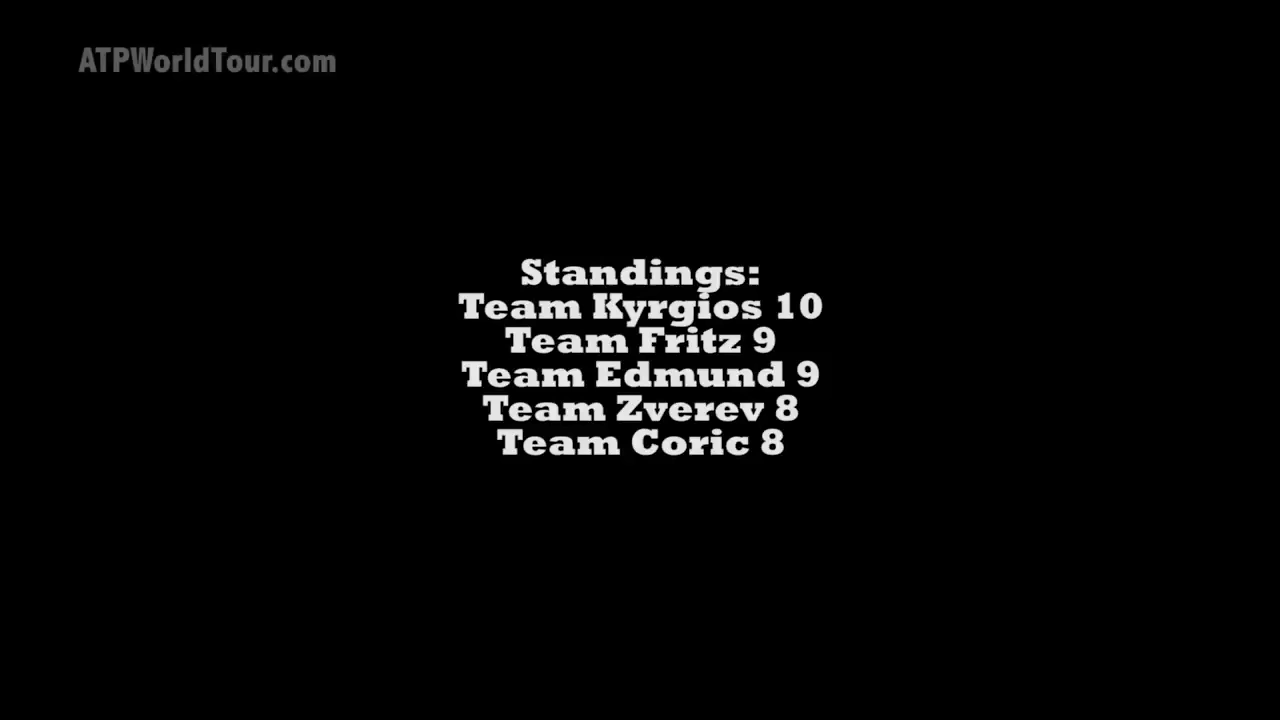 ATPWorldTour.com
Standings:
Team Kyrgios 10
Team Fritz 9
Team Edmund 9
Team Zverev 8
Team Coric 8